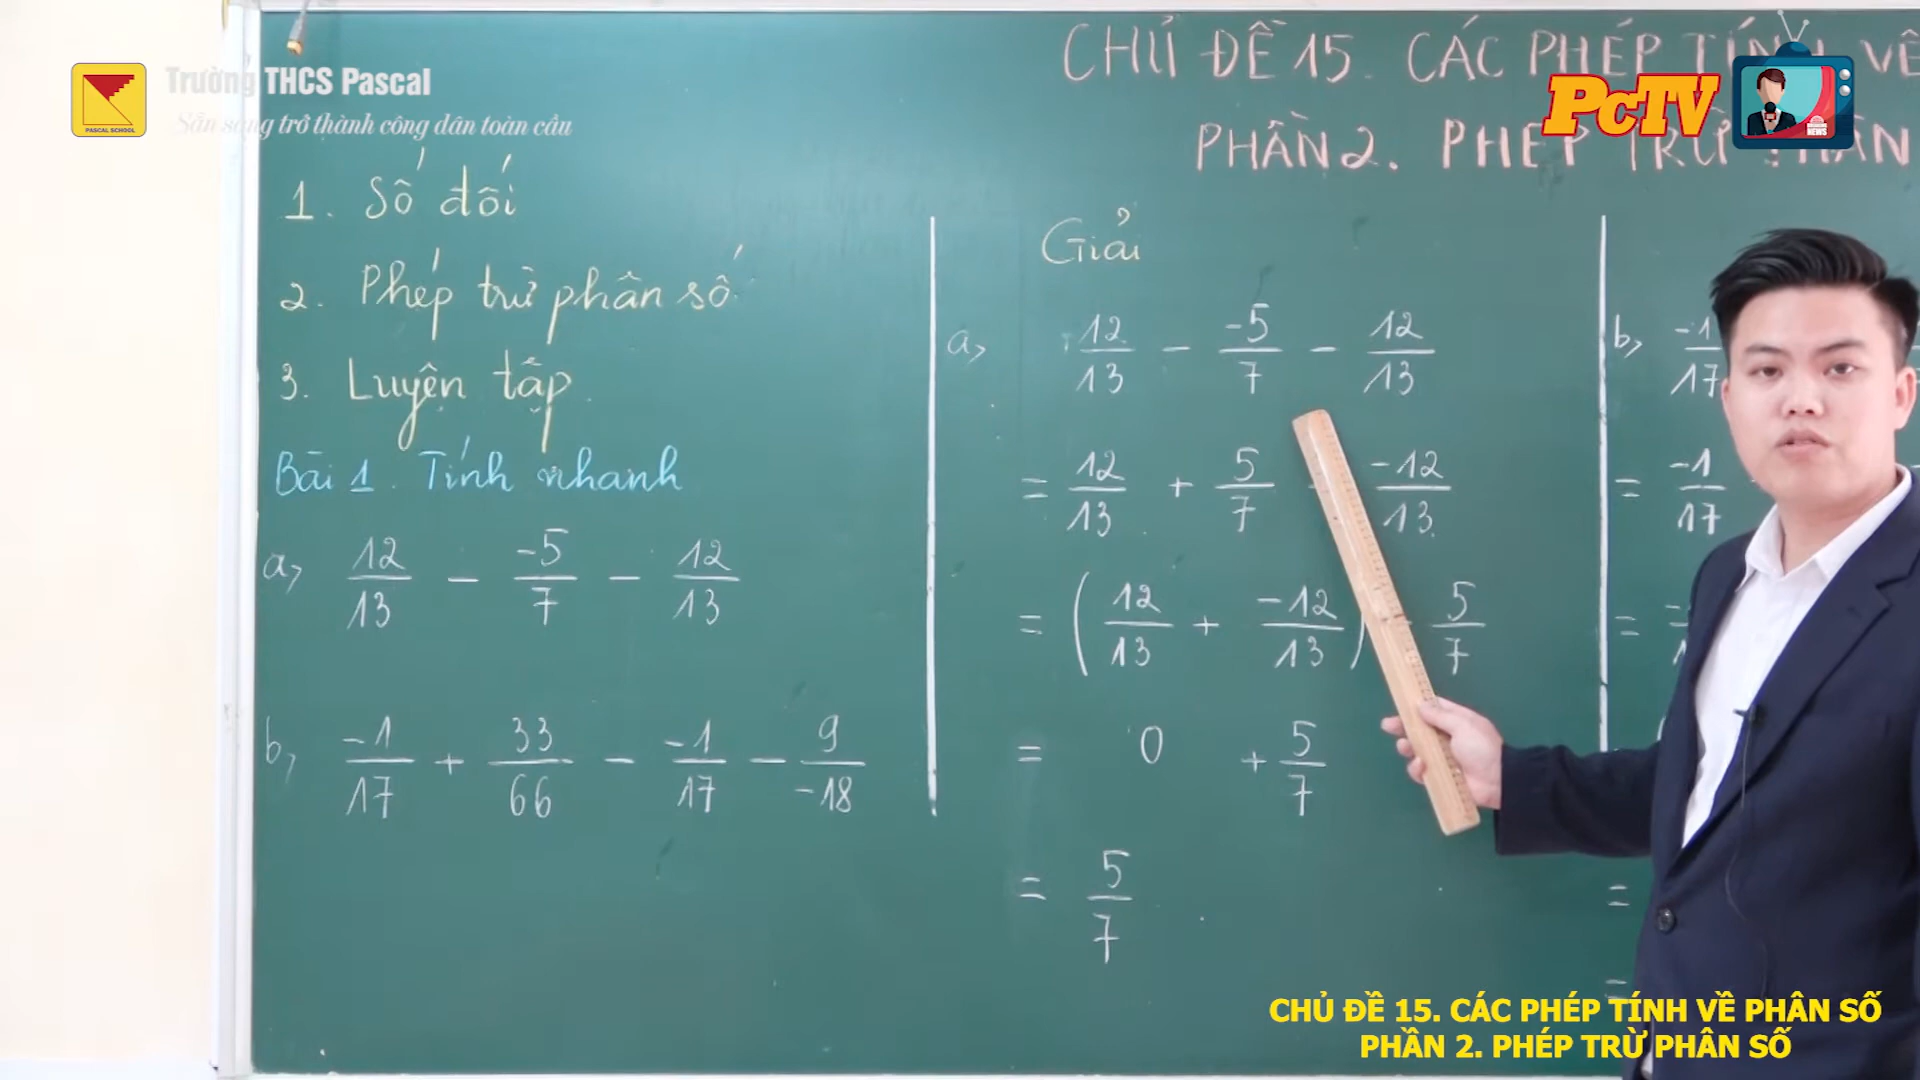 Trường THCS Pascal
Sẵn sàng trở thành công dân toàn cầu
PASCAL SCHOOL
PcTV
NEWS
CHỦ ĐỀ 15. CÁC PHÉP TÍNH VỀ
PHẦN 2. PHÉP TRỪ PHÂN
1. Số đối
2. Phép trừ phân số
3. Luyện tập
Bài 1. Tính nhanh
a, 12/13 - -5/7 - 12/13
b, -1/17 + 33/66 - -1/17 - 9/-18
Giải
a, 12/13 - -5/7 - 12/13
= 12/13 + 5/7 -12/13
= (12/13 + -12/13) 5/7
= 0 + 5/7
= 5/7
b, -1/17
= -1/17
=
=
=
CHỦ ĐỀ 15. CÁC PHÉP TÍNH VỀ PHÂN SỐ
PHẦN 2. PHÉP TRỪ PHÂN SỐ